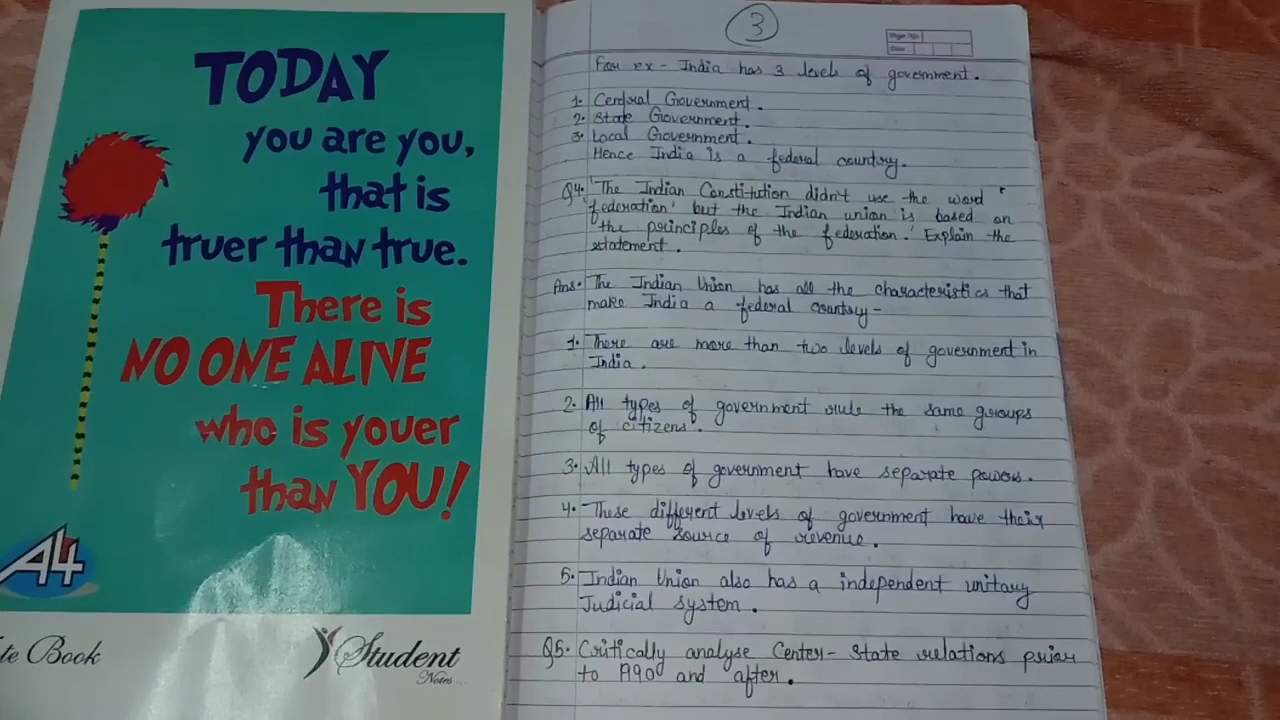 TODAY
you are you,
that is
truer than true.
There is
NO ONE ALIVE
who is youer
than YOU!
A4
te Book
Student
Notes...
3
Page No.
Date
For ex - India has 3 levels of government.
1. Central Government.
2. State Government.
3. Local Government.
Hence India is a federal country.
Q4. 'The Indian Constitution didn't use the word '
federation' but the Indian union is based on
the principles of the federation.' Explain the
statement.
Ans. The Indian Union has all the characteristics that
make India a federal country-
1. There are more than two levels of government in
India.
2. All types of government rule the same groups
of citizens.
3. All types of government have separate powers.
4. These different levels of government have their
separate source of revenue.
5. Indian Union also has a independent unitary
Judicial system.
Q5. Critically analyse Center- State relations prior
to 1990 and after.